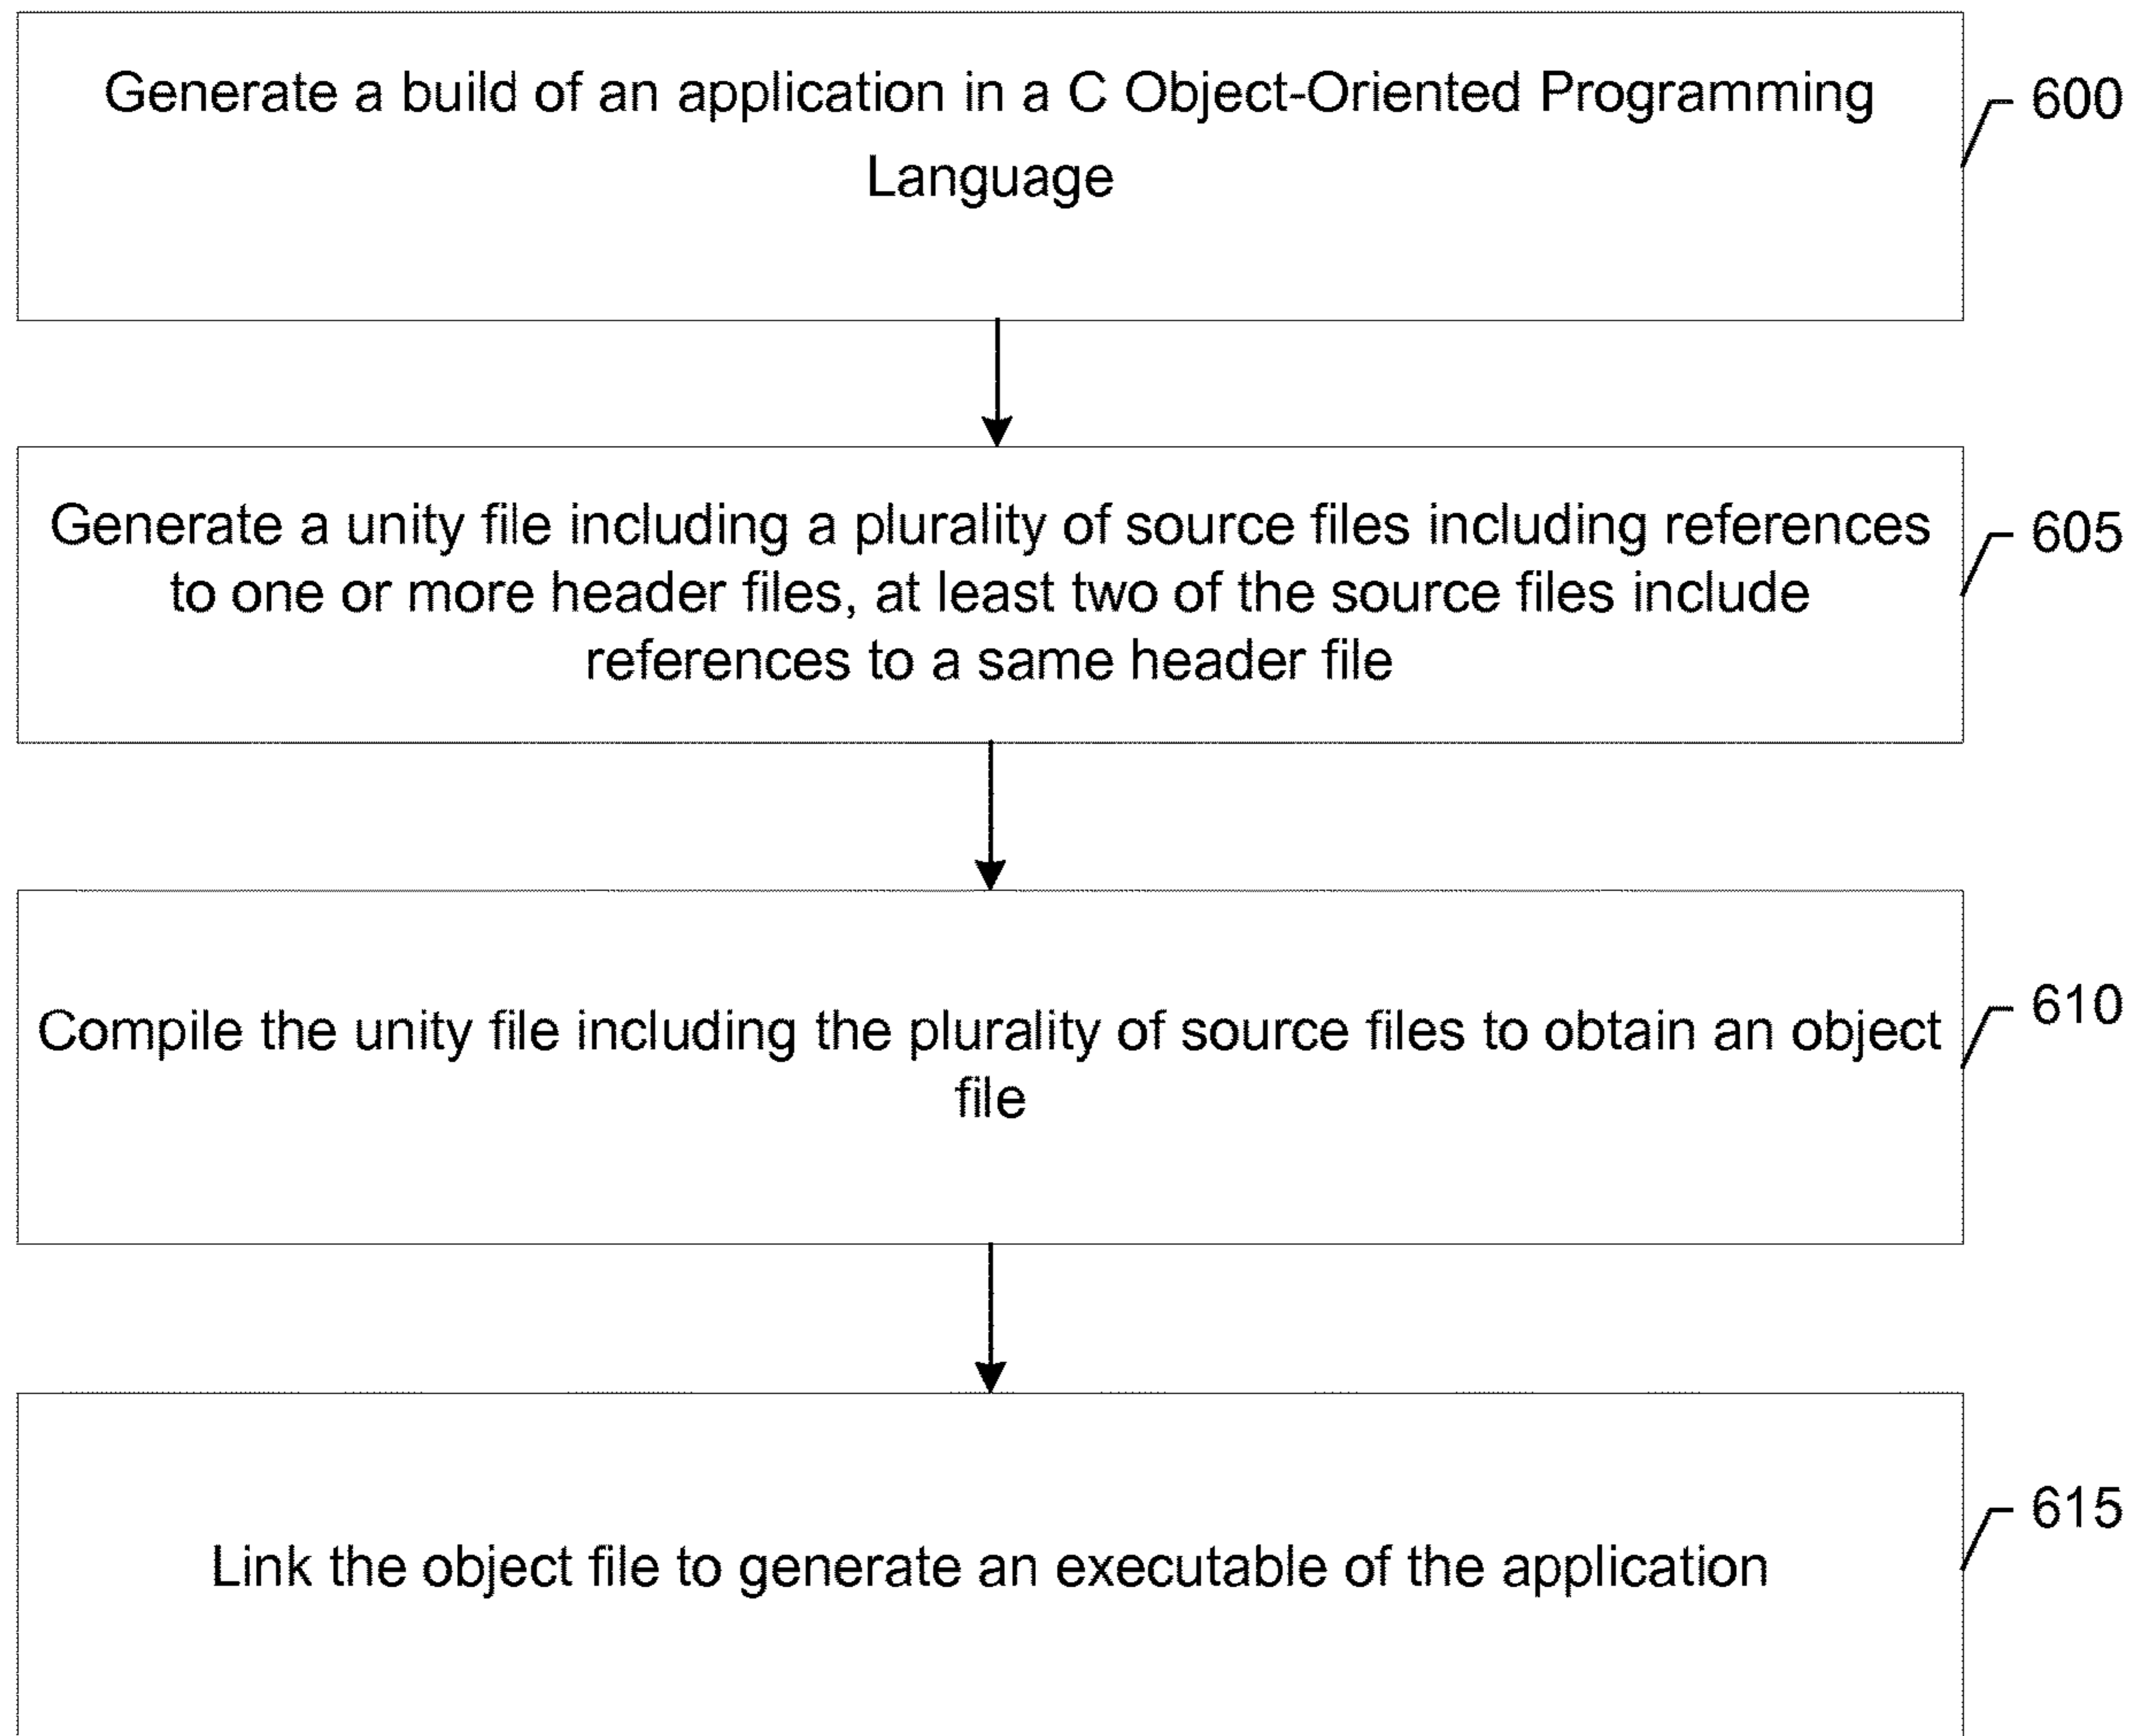 Generate a build of an application in a C Object-Oriented Programming
Language
600
Generate a unity file including a plurality of source files including references
to one or more header files, at least two of the source files include
references to a same header file
605
Compile the unity file including the plurality of source files to obtain an object
file
610
Link the object file to generate an executable of the application
615